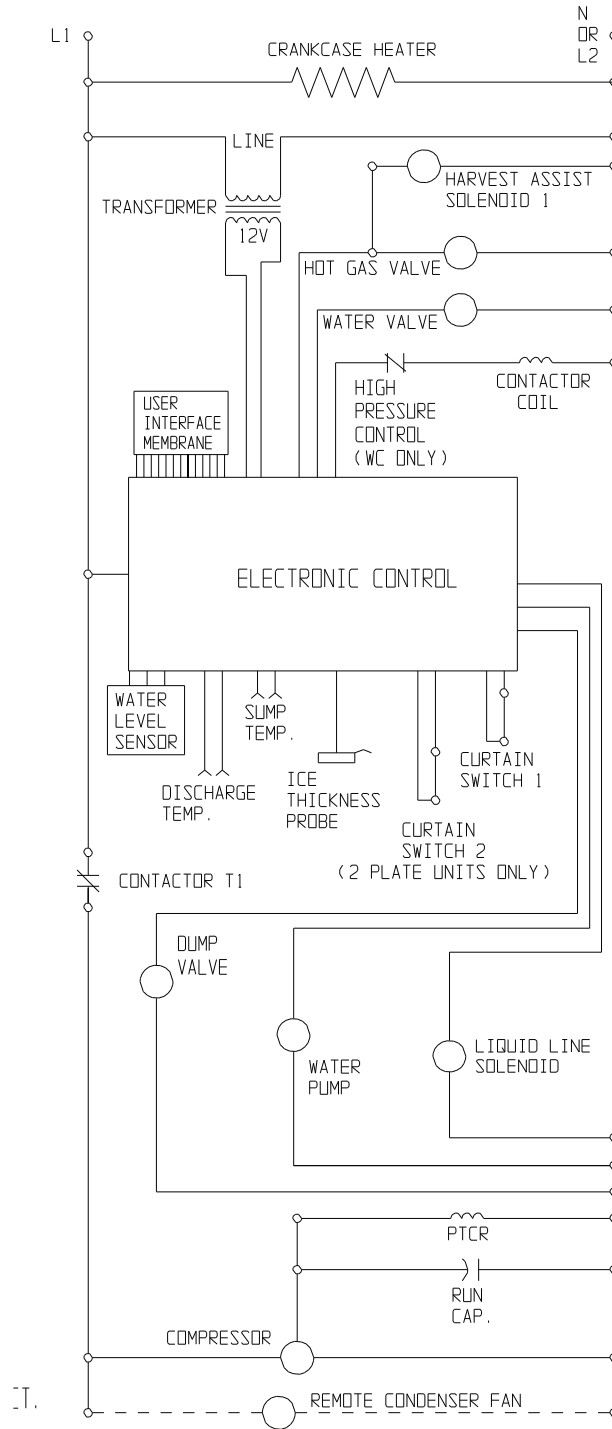 L1
N
OR
L2
CRANKCASE HEATER
LINE
TRANSFORMER
12V
HARVEST ASSIST
SOLENOID 1
HOT GAS VALVE
WATER VALVE
HIGH
PRESSURE
CONTROL
(WC ONLY)
CONTACTOR
COIL
USER
INTERFACE
MEMBRANE
ELECTRONIC CONTROL
WATER
LEVEL
SENSOR
DISCHARGE
TEMP.
SUMP
TEMP.
ICE
THICKNESS
PROBE
CURTAIN
SWITCH 1
CURTAIN
SWITCH 2
(2 PLATE UNITS ONLY)
CONTACTOR T1
DUMP
VALVE
WATER
PUMP
LIQUID LINE
SOLENOID
PTCR
RUN
CAP.
COMPRESSOR
REMOTE CONDENSER FAN